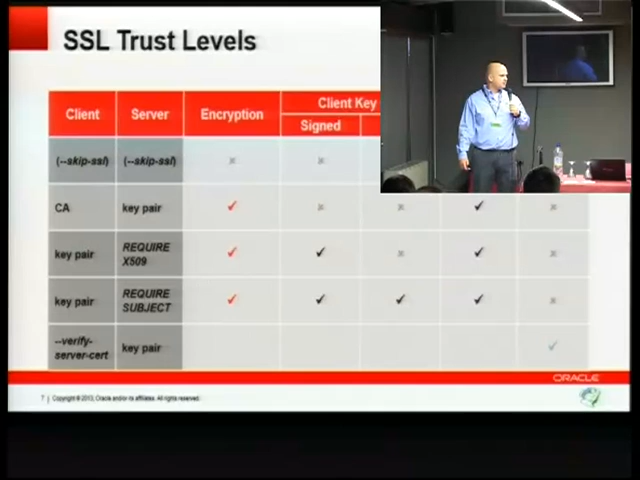 SSL Trust Levels
Client Server Encryption Client Key
Signed
(--skip-ssl) (--skip-ssl) × ×
CA key pair ✓ × × ✓ ×
key pair REQUIRE X509 ✓ ✓ × ✓ ×
key pair REQUIRE SUBJECT ✓ ✓ ✓ ✓ ×
--verify-server-cert key pair ✓
ORACLE
7 Copyright © 2013, Oracle and/or its affiliates. All rights reserved.